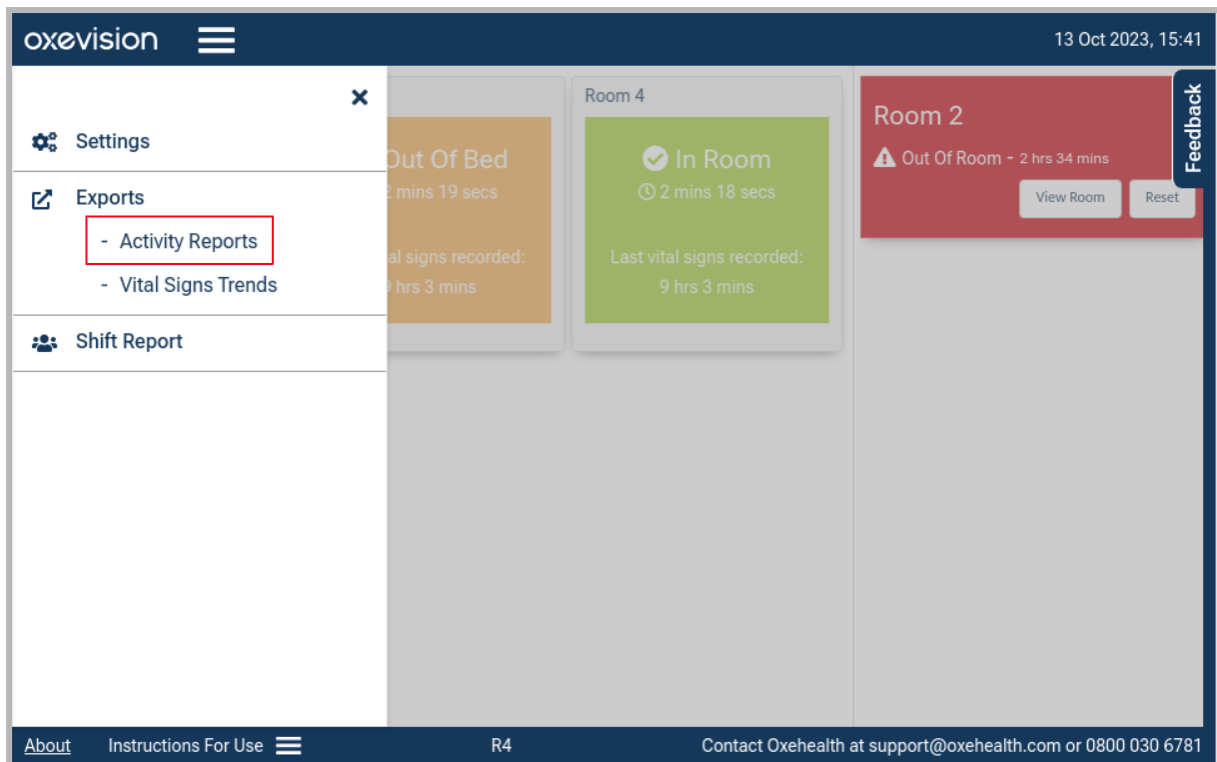 oxevision
13 Oct 2023, 15:41
Settings
Exports
- Activity Reports
- Vital Signs Trends
Shift Report
Out Of Bed
2 mins 19 secs
al signs recorded:
9 hrs 3 mins
Room 4
In Room
2 mins 18 secs
Last vital signs recorded:
9 hrs 3 mins
Room 2
Out Of Room - 2 hrs 34 mins
View Room
Reset
Feedback
About
Instructions For Use
R4
Contact Oxehealth at support@oxehealth.com or 0800 030 6781